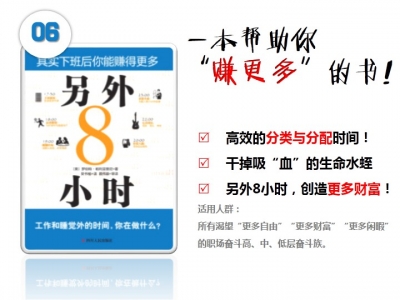 06
一本帮助你
“赚更多”的书！
其实下班后你能赚得更多
另外
8
小时
工作和睡觉外的时间，你在做什么？
☑ 高效的分类与分配时间！
☑ 干掉吸“血”的生命水蛭
☑ 另外8小时，创造更多财富！
适用人群：
所有渴望“更多自由”“更多财富”“更多闲暇”
的职场奋斗高、中、低层奋斗族。